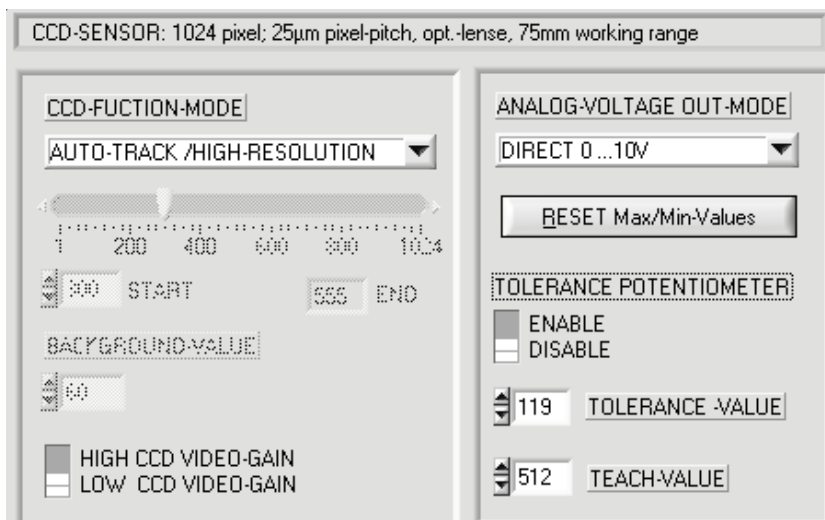 CCD-SENSOR: 1024 pixel; 25µm pixel-pitch, opt.-lense, 75mm working range
CCD-FUCTION-MODE
AUTO-TRACK /HIGH-RESOLUTION
1 200 400 600 800 1024
300 START 555 END
BACKGROUND-VALUE
60
HIGH CCD VIDEO-GAIN
LOW CCD VIDEO-GAIN
ANALOG-VOLTAGE OUT-MODE
DIRECT 0 ...10V
RESET Max/Min-Values
TOLERANCE POTENTIOMETER
ENABLE
DISABLE
119 TOLERANCE -VALUE
512 TEACH-VALUE